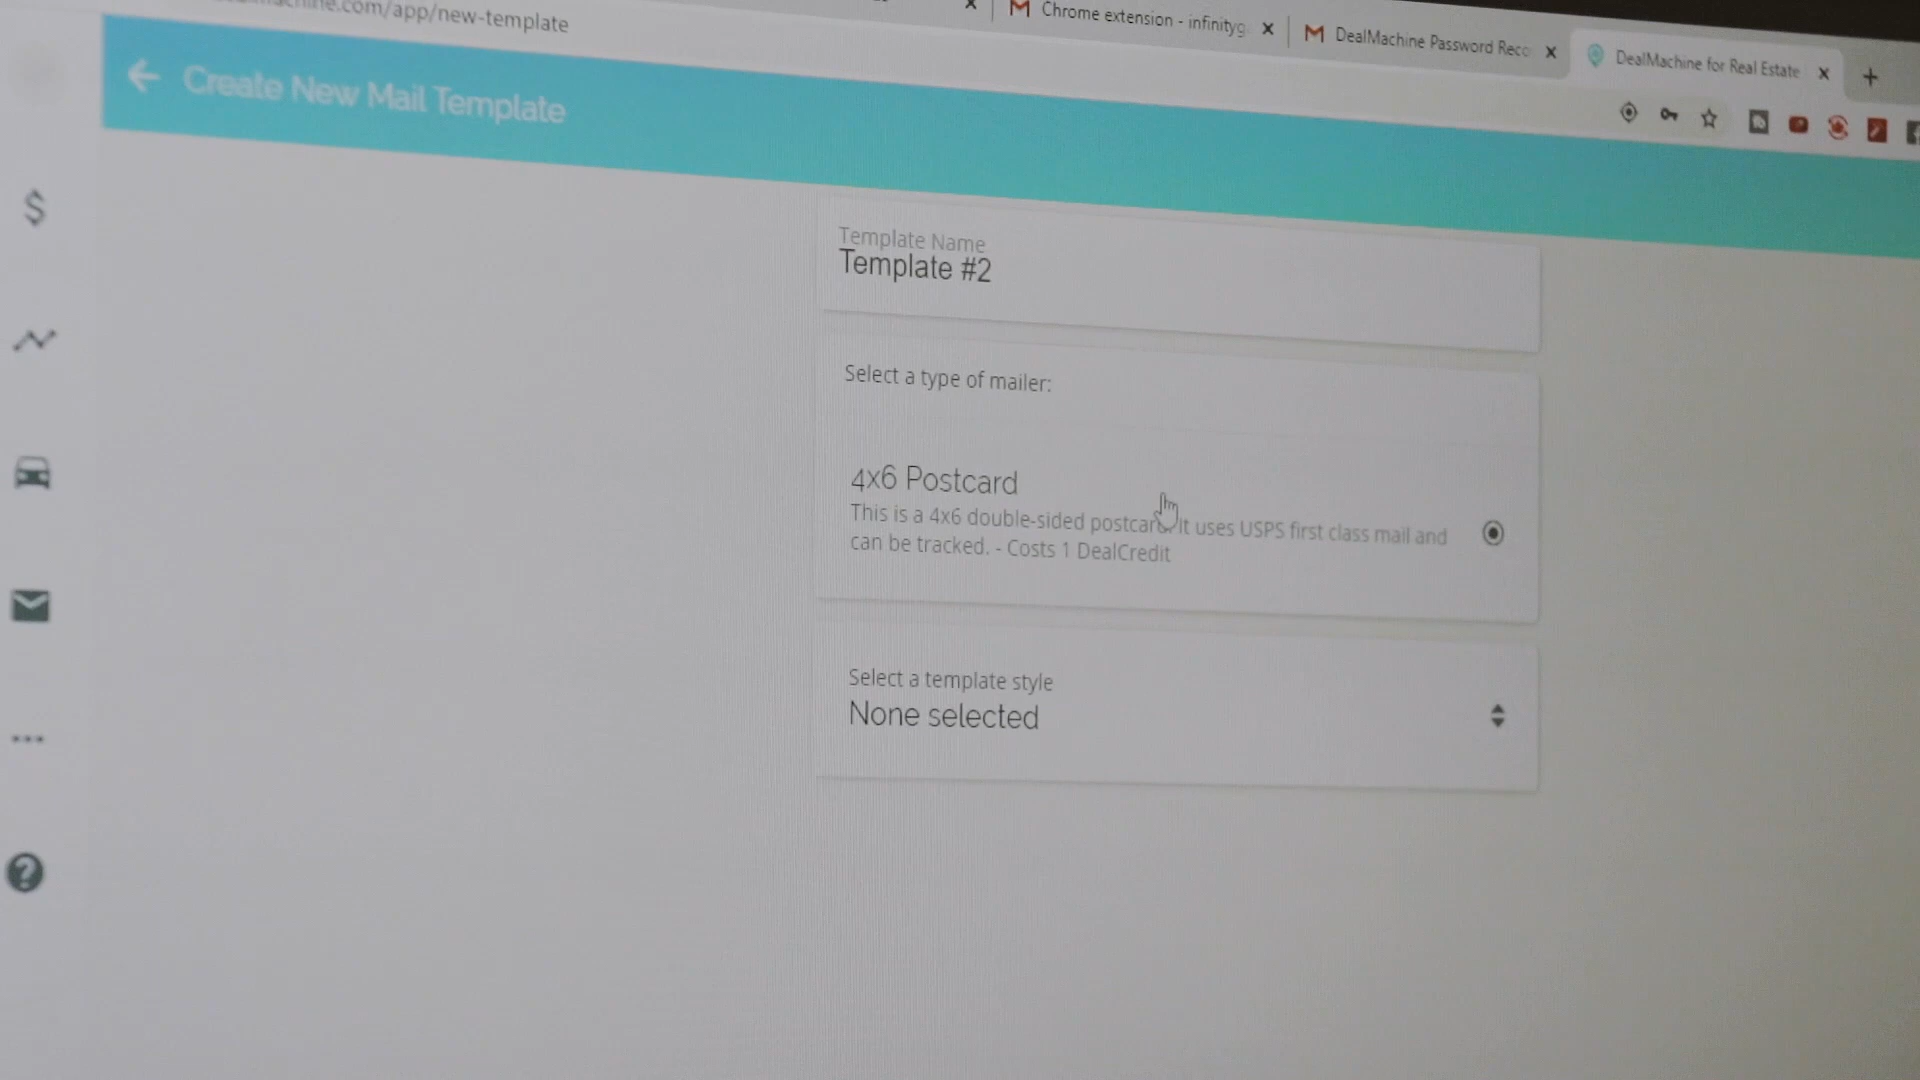 .com/app/new-template
Chrome extension - infinityg
DealMachine Password Reco
DealMachine for Real Estate
Create New Mail Template
Template Name
Template #2
Select a type of mailer:
4x6 Postcard
This is a 4x6 double-sided postcard. It uses USPS first class mail and
can be tracked. - Costs 1 DealCredit
Select a template style
None selected